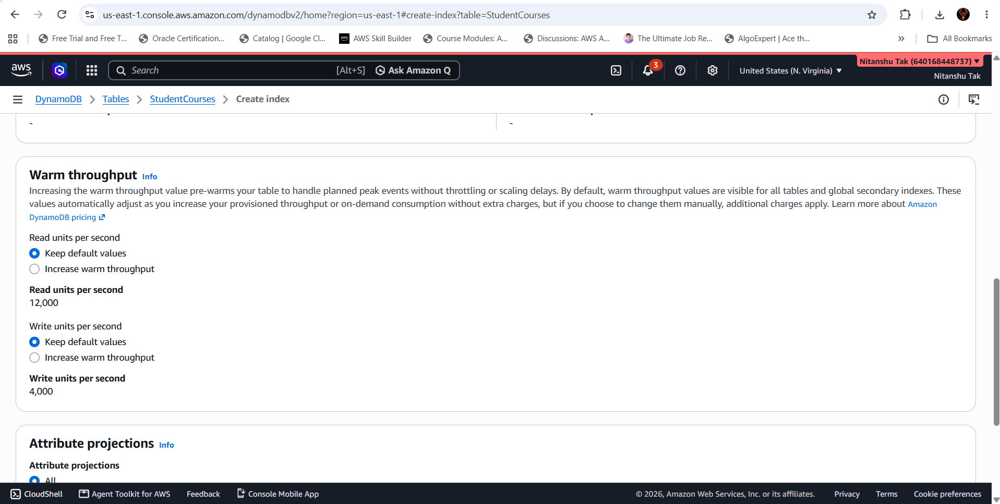 us-east-1.console.aws.amazon.com/dynamodbv2/home?region=us-east-1#create-index?table=StudentCourses
Free Trial and Free T...
Oracle Certification...
Catalog | Google Cl...
aws
AWS Skill Builder
Course Modules: A...
Discussions: AWS A...
The Ultimate Job Re...
AlgoExpert | Ace th...
All Bookmarks
aws
Search
[Alt+S]
Ask Amazon Q
3
United States (N. Virginia)
Nitanshu Tak (640168448737)
Nitanshu Tak
DynamoDB
Tables
StudentCourses
Create index
-
-
Warm throughput Info
Increasing the warm throughput value pre-warms your table to handle planned peak events without throttling or scaling delays. By default, warm throughput values are visible for all tables and global secondary indexes. These
values automatically adjust as you increase your provisioned throughput or on-demand consumption without extra charges, but if you choose to change them manually, additional charges apply. Learn more about Amazon
DynamoDB pricing
Read units per second
Keep default values
Increase warm throughput
Read units per second
12,000
Write units per second
Keep default values
Increase warm throughput
Write units per second
4,000
Attribute projections Info
Attribute projections
All
CloudShell
Agent Toolkit for AWS
Feedback
Console Mobile App
© 2026, Amazon Web Services, Inc. or its affiliates.
Privacy
Terms
Cookie preferences